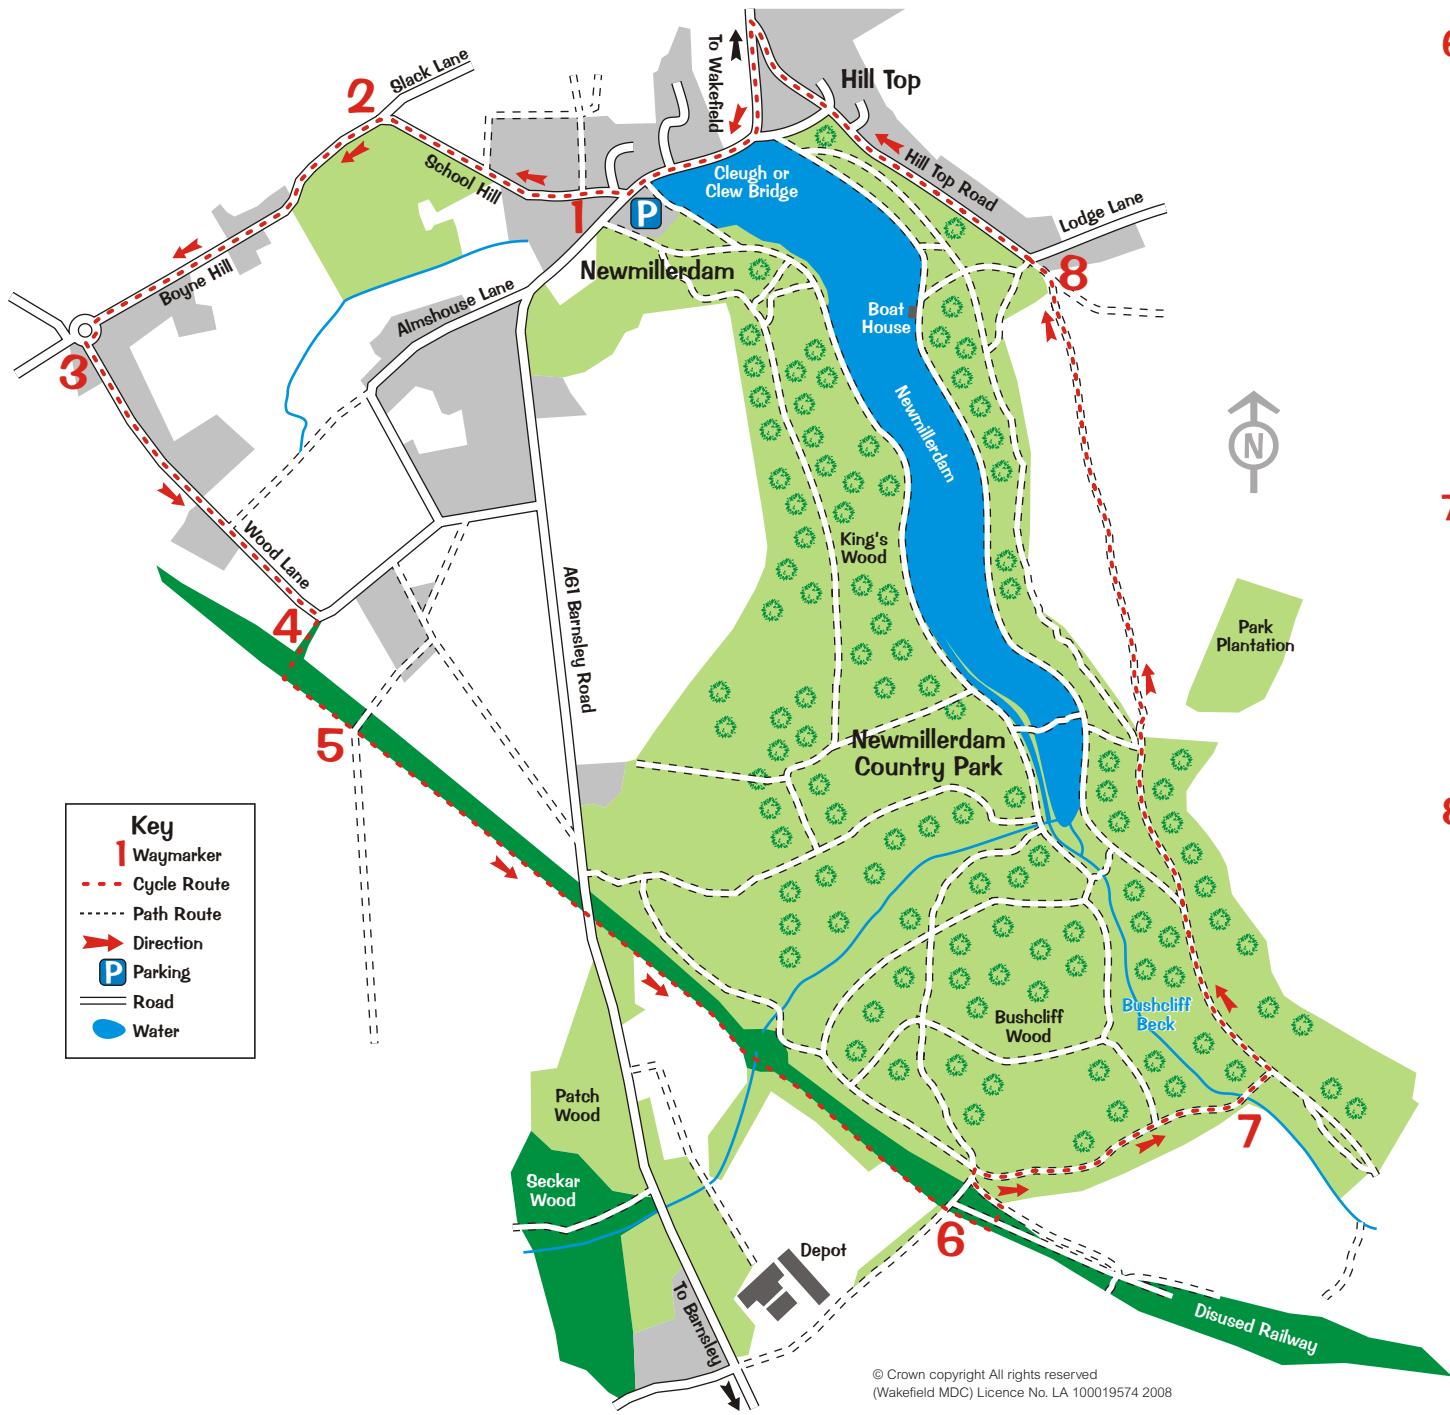 To Wakefield
Hill Top
6
2
Slack Lane
School Hill
Cleugh or
Clew Bridge
Hill Top Road
Lodge Lane
1
P
8
Boyne Hill
Almshouse Lane
Newmillerdam
Boat
House
3
Newmillerdam
N
7
Wood Lane
King's
Wood
A61 Barnsley Road
4
Park
Plantation
5
Newmillerdam
Country Park
8
Key
1 Waymarker
Cycle Route
Path Route
Direction
P Parking
Road
Water
Bushcliff
Wood
Bushcliff
Beck
Patch
Wood
7
Seckar
Wood
6
Depot
To Barnsley
Disused Railway
© Crown copyright All rights reserved
(Wakefield MDC) Licence No. LA 100019574 2008